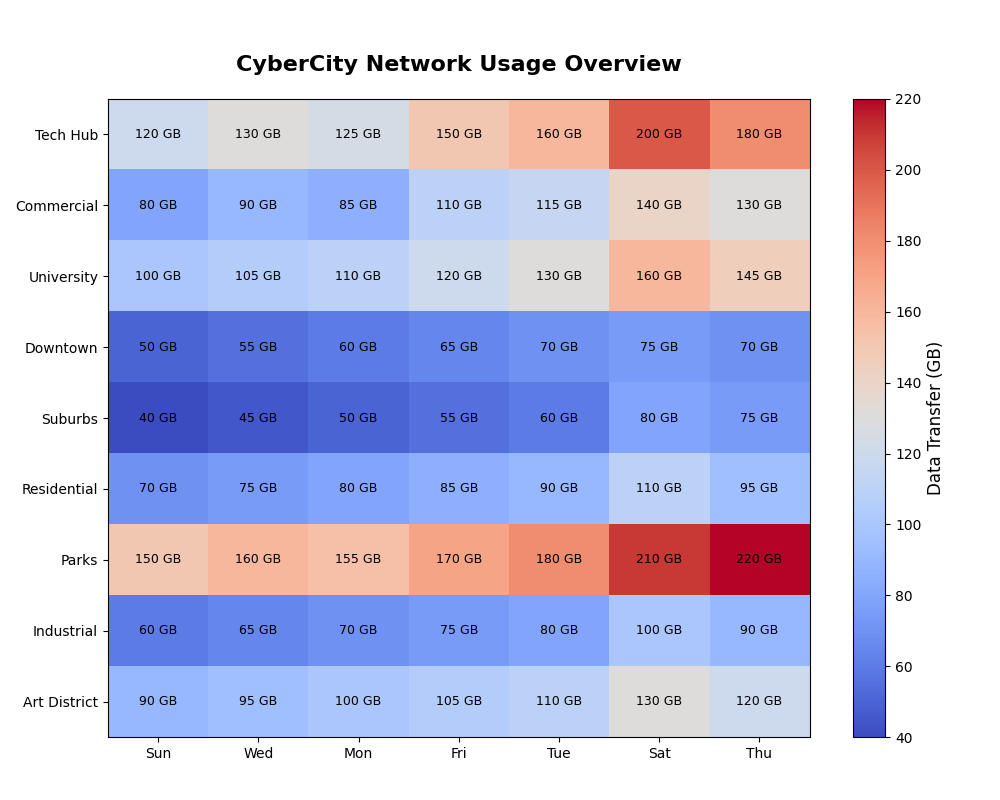 CyberCity Network Usage Overview
Tech Hub 120 GB 130 GB 125 GB 150 GB 160 GB 200 GB 180 GB
Commercial 80 GB 90 GB 85 GB 110 GB 115 GB 140 GB 130 GB
University 100 GB 105 GB 110 GB 120 GB 130 GB 160 GB 145 GB
Downtown 50 GB 55 GB 60 GB 65 GB 70 GB 75 GB 70 GB
Suburbs 40 GB 45 GB 50 GB 55 GB 60 GB 80 GB 75 GB
Residential 70 GB 75 GB 80 GB 85 GB 90 GB 110 GB 95 GB
Parks 150 GB 160 GB 155 GB 170 GB 180 GB 210 GB 220 GB
Industrial 60 GB 65 GB 70 GB 75 GB 80 GB 100 GB 90 GB
Art District 90 GB 95 GB 100 GB 105 GB 110 GB 130 GB 120 GB
Sun Wed Mon Fri Tue Sat Thu
220
200
180
160
140
120
100
80
60
40
Data Transfer (GB)